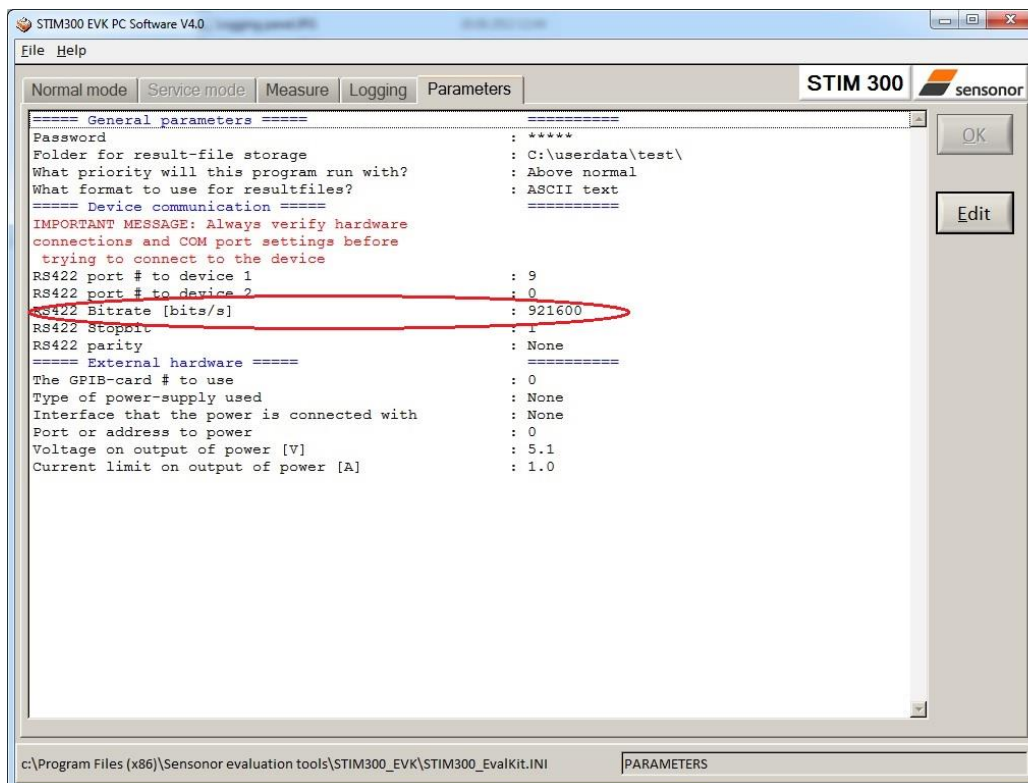 STIM300 EVK PC Software V4.0
File Help
Normal mode Service mode Measure Logging Parameters STIM 300 sensonor
===== General parameters ===== ==========
Password : *****
Folder for result-file storage : C:\userdata\test\
What priority will this program run with? : Above normal
What format to use for resultfiles? : ASCII text
===== Device communication ===== ==========
IMPORTANT MESSAGE: Always verify hardware
connections and COM port settings before
trying to connect to the device
RS422 port # to device 1 : 9
RS422 port # to device 2 : 0
RS422 Bitrate [bits/s] : 921600
RS422 Stopbit : 1
RS422 parity : None
===== External hardware ===== ==========
The GPIB-card # to use : 0
Type of power-supply used : None
Interface that the power is connected with : None
Port or address to power : 0
Voltage on output of power [V] : 5.1
Current limit on output of power [A] : 1.0
OK
Edit
c:\Program Files (x86)\Sensonor evaluation tools\STIM300_EVK\STIM300_EvalKit.INI PARAMETERS